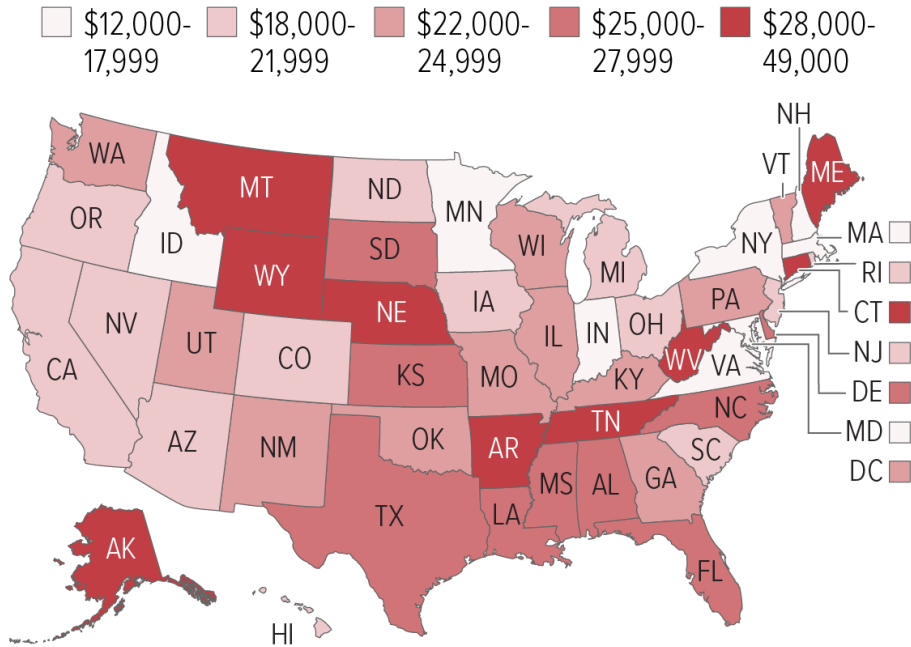 $12,000-
17,999
$18,000-
21,999
$22,000-
24,999
$25,000-
27,999
$28,000-
49,000
NH
VT
ME
WA
MT
ND
MN
OR
ID
SD
WI
NY
MA
MI
RI
WY
IA
PA
CT
NE
NV
UT
IL
IN
OH
NJ
CO
CA
KS
MO
KY
WV
VA
DE
NC
TN
MD
AZ
NM
OK
AR
SC
DC
MS
AL
GA
TX
LA
AK
FL
HI